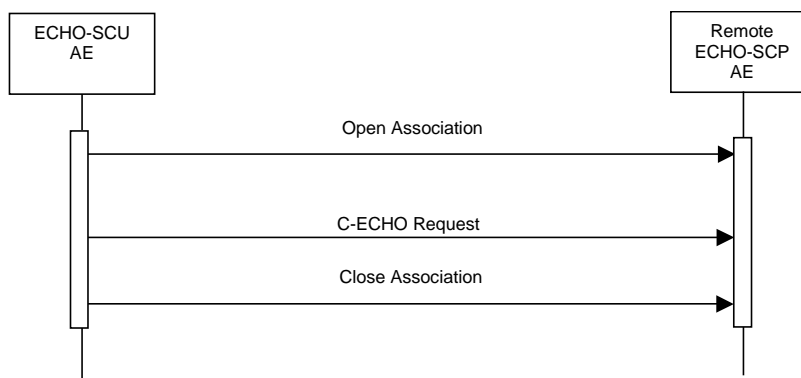 ECHO-SCU
AE
Remote
ECHO-SCP
AE
Open Association
C-ECHO Request
Close Association